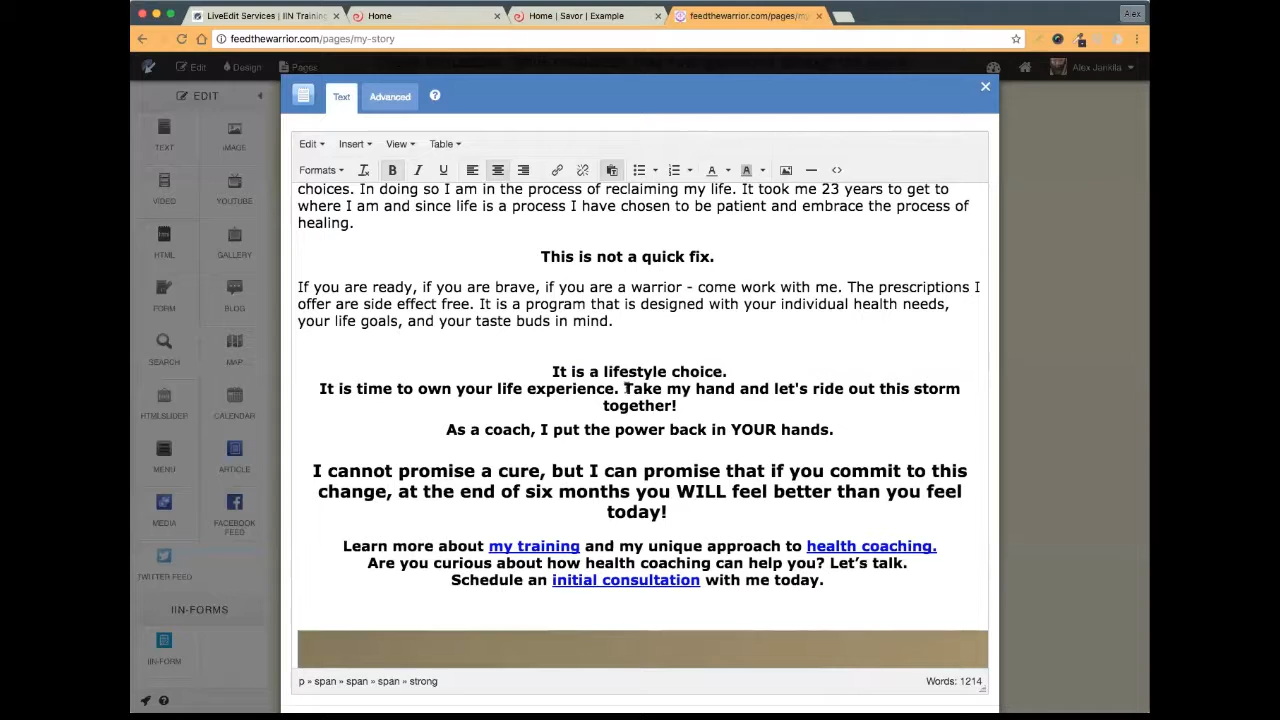 LiveEdit Services | IIN Trainin
Home
Home | Savor | Example
feedthewarrior.com/pages/my
Alex
feedthewarrior.com/pages/my-story
Edit
Design
Pages
Alex Jankila
EDIT
Text
Advanced
TEXT
IMAGE
VIDEO
YOUTUBE
HTML
GALLERY
FORM
BLOG
SEARCH
MAP
HTMLSLIDER
CALENDAR
MENU
ARTICLE
MEDIA
FACEBOOK
FEED
TWITTER FEED
IIN-FORMS
IIN-FORM
Edit
Insert
View
Table
Formats
B
I
U
A
A
choices. In doing so I am in the process of reclaiming my life. It took me 23 years to get to
where I am and since life is a process I have chosen to be patient and embrace the process of
healing.
This is not a quick fix.
If you are ready, if you are brave, if you are a warrior - come work with me. The prescriptions I
offer are side effect free. It is a program that is designed with your individual health needs,
your life goals, and your taste buds in mind.
It is a lifestyle choice.
It is time to own your life experience. Take my hand and let's ride out this storm
together!
As a coach, I put the power back in YOUR hands.
I cannot promise a cure, but I can promise that if you commit to this
change, at the end of six months you WILL feel better than you feel
today!
Learn more about my training and my unique approach to health coaching.
Are you curious about how health coaching can help you? Let’s talk.
Schedule an initial consultation with me today.
p » span » span » span » strong
Words: 1214